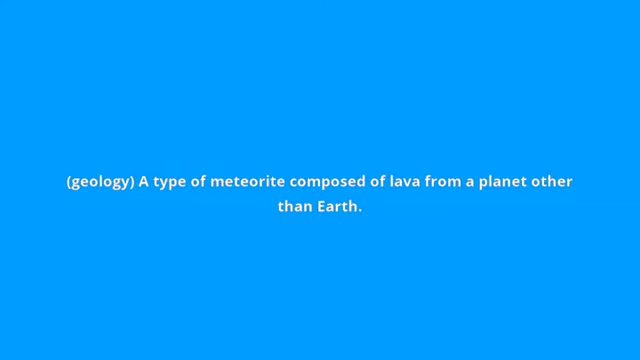 (geology) A type of meteorite composed of lava from a planet other
than Earth.